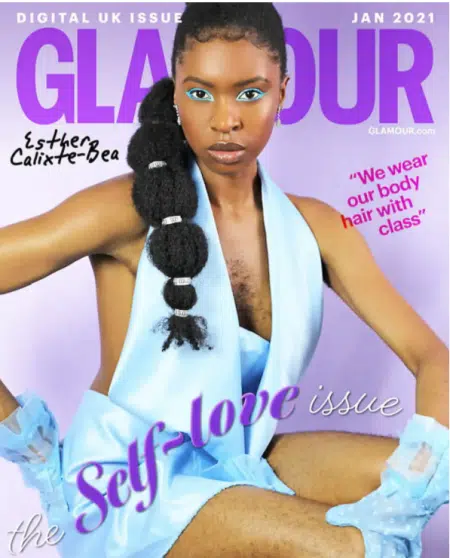 DIGITAL UK ISSUE
JAN 2021
GLAMOUR
GLAMOUR.com
Esther
Calixte-Bea
"We wear
our body
hair with
class"
the Self-love issue